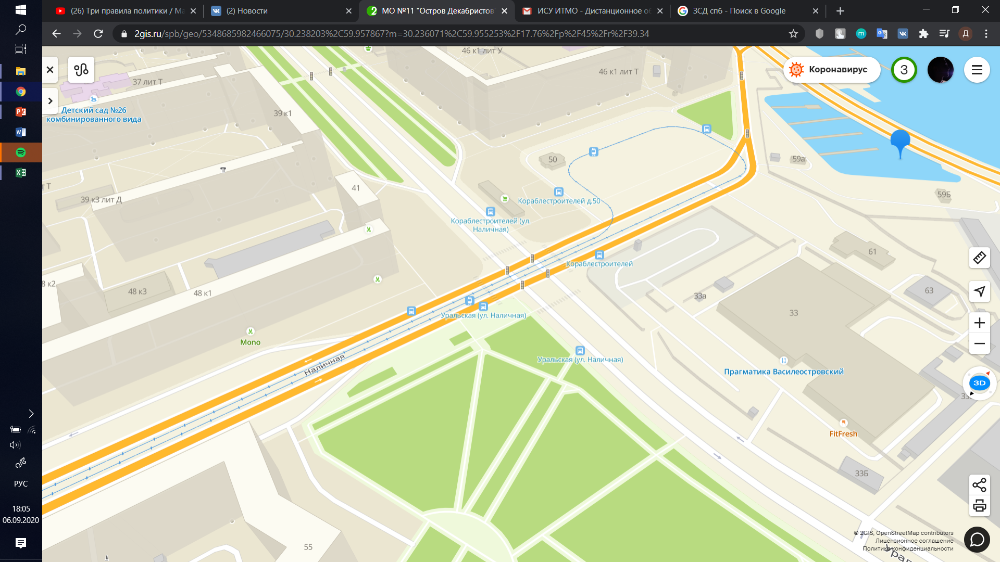 (26) Три правила политики / Ма
(2) Новости
МО №11 "Остров Декабристов"
ИСУ ИТМО - Дистанционное об
ЗСД спб - Поиск в Google
2gis.ru/spb/geo/5348685982466075/30.238203%2C59.957867?m=30.236071%2C59.955253%2F17.76%2Fp%2F45%2Fr%2F39.34
Д
46 к1 лит У
46 к1 лит Т
Коронавирус
3
37 лит Т
Детский сад №26
комбинированного вида
39 к1
50
59а
т Т
39 к3 лит Д
41
Кораблестроителей д.50
59Б
Кораблестроителей (ул.
Наличная)
61
Кораблестроителей
8 к2
48 к3
48 к1
33а
63
33
Уральская (ул. Наличная)
Mono
Наличная
Уральская (ул. Наличная)
Прагматика Василеостровский
3D
FitFresh
33Б
55
© 2GIS, OpenStreetMap contributors
Лицензионное соглашение
Политика конфиденциальности
РУС
18:05
06.09.2020